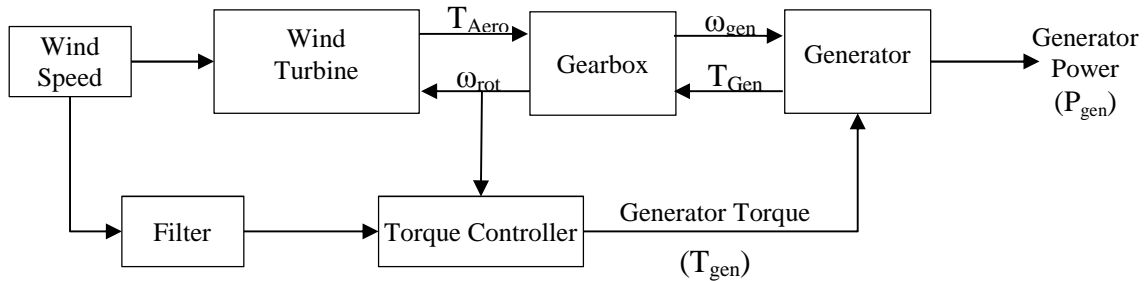 Wind
Speed
Wind
Turbine
T_Aero
ω_rot
Gearbox
ω_gen
T_Gen
Generator
Generator
Power
(P_gen)
Filter
Torque Controller
Generator Torque
(T_gen)